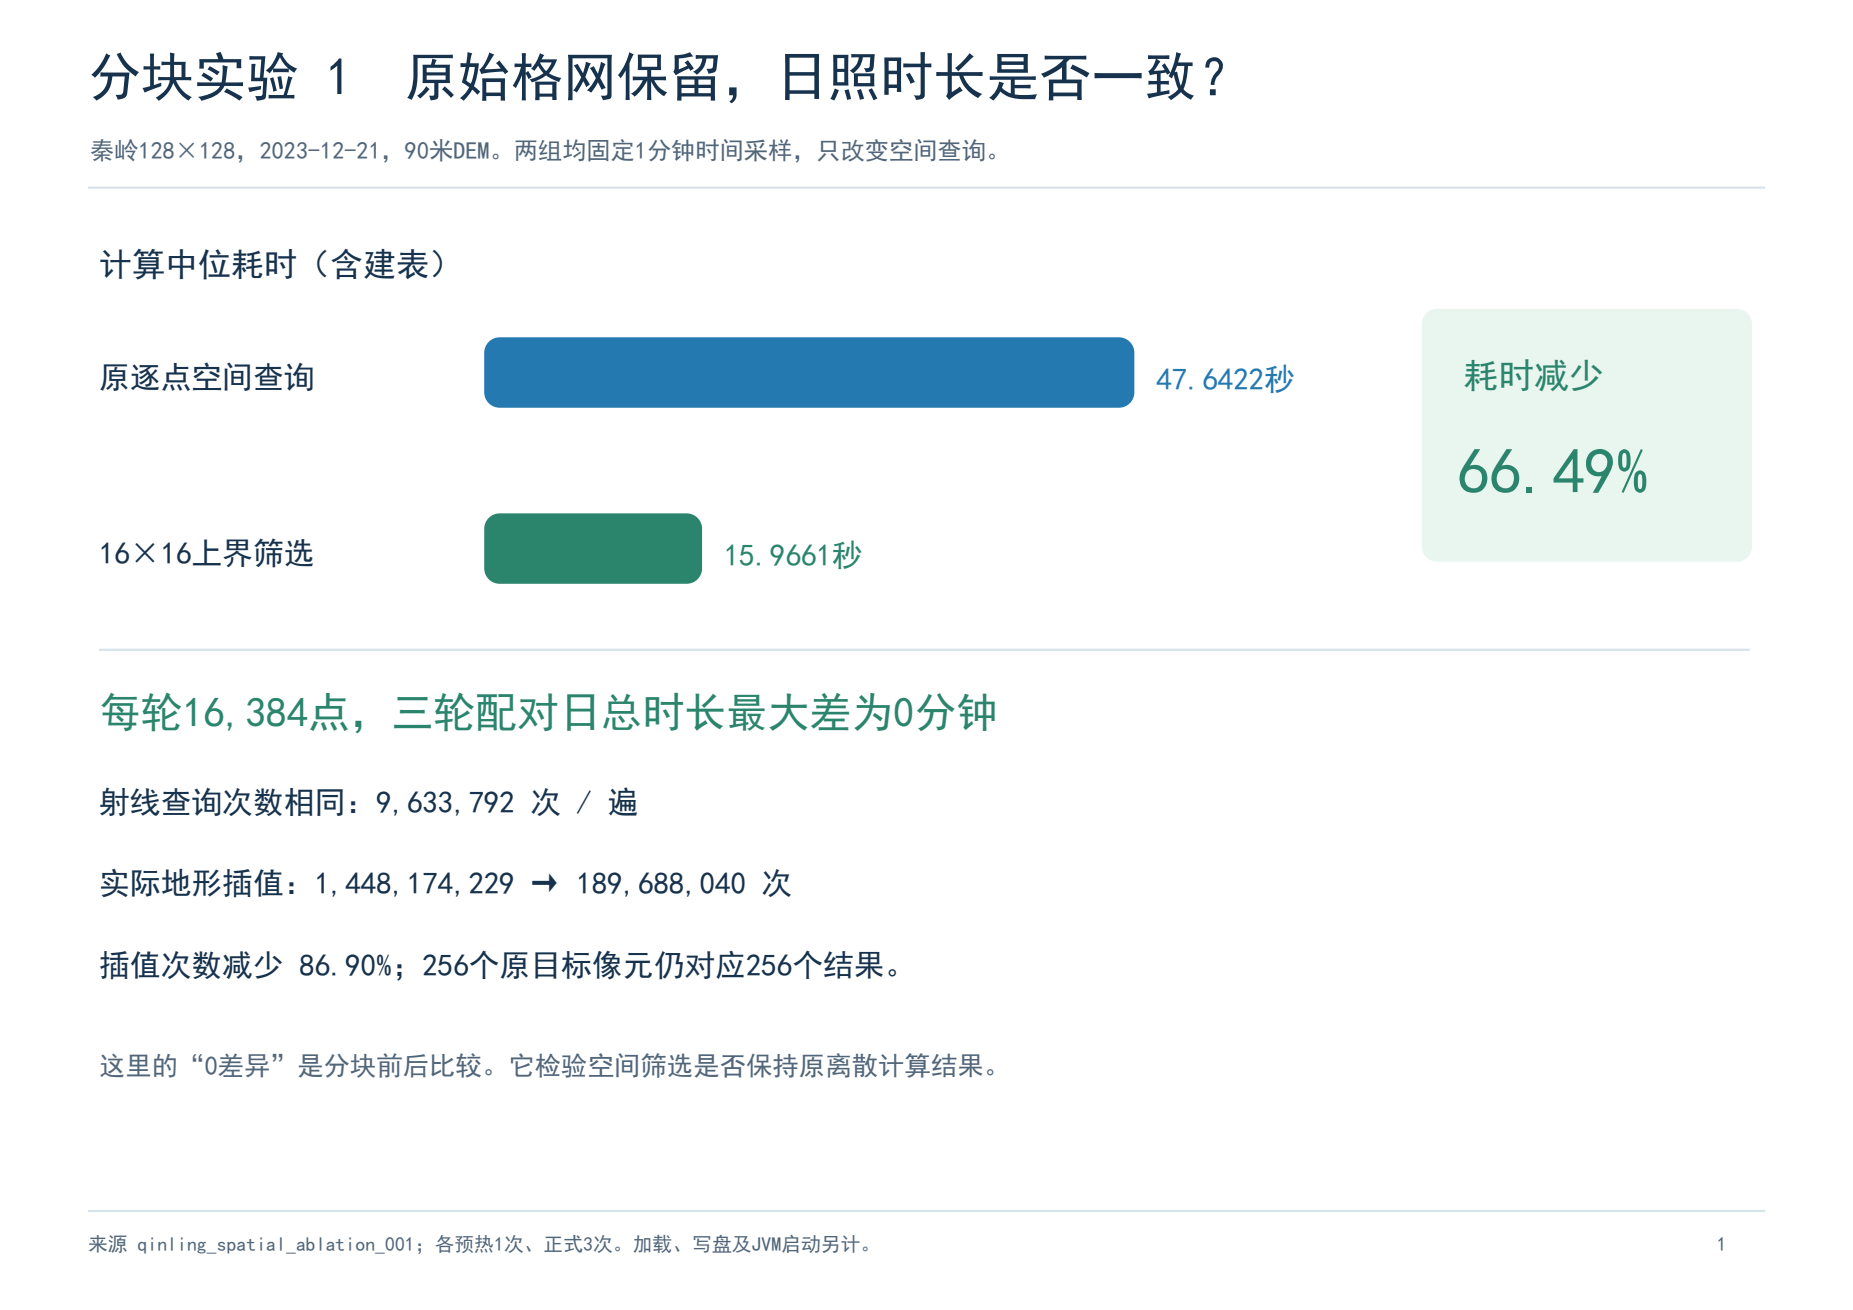 分块实验 1　原始格网保留，日照时长是否一致？
秦岭128×128，2023-12-21，90米DEM。两组均固定1分钟时间采样，只改变空间查询。
计算中位耗时（含建表）
原逐点空间查询
47.6422秒
16×16上界筛选
15.9661秒
耗时减少
66.49%
每轮16,384点，三轮配对日总时长最大差为0分钟
射线查询次数相同：9,633,792 次 / 遍
实际地形插值：1,448,174,229 → 189,688,040 次
插值次数减少 86.90%；256个原目标像元仍对应256个结果。
这里的“0差异”是分块前后比较。它检验空间筛选是否保持原离散计算结果。
来源 qinling_spatial_ablation_001；各预热1次、正式3次。加载、写盘及JVM启动另计。
1